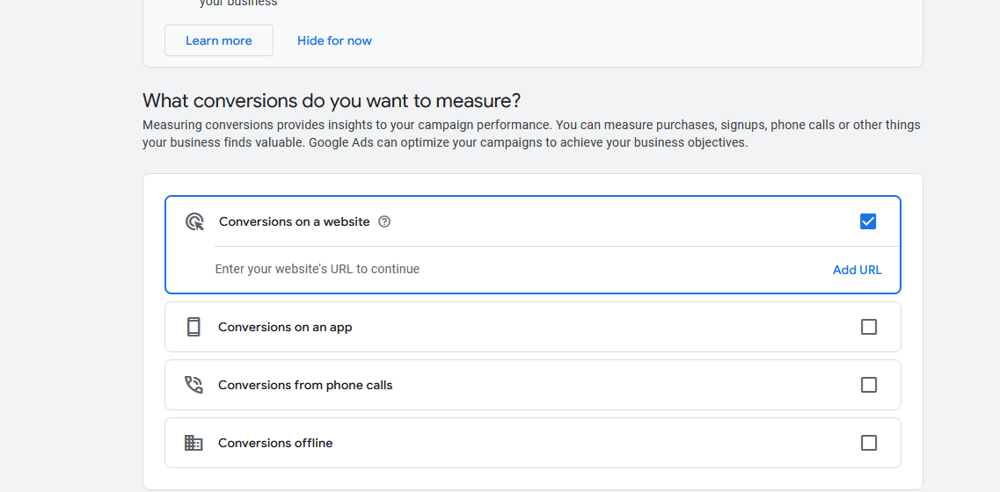 your business
Learn more
Hide for now
What conversions do you want to measure?
Measuring conversions provides insights to your campaign performance. You can measure purchases, signups, phone calls or other things
your business finds valuable. Google Ads can optimize your campaigns to achieve your business objectives.
Conversions on a website
Enter your website's URL to continue
Add URL
Conversions on an app
Conversions from phone calls
Conversions offline